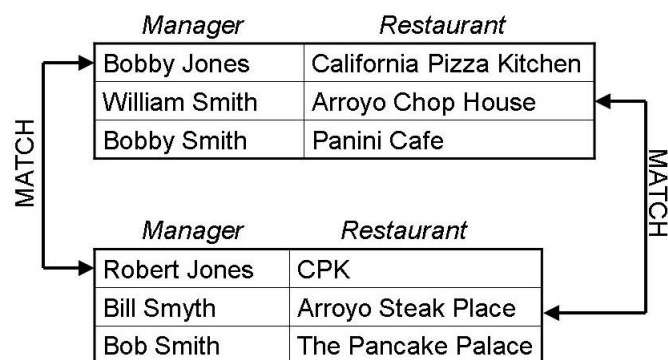 Manager Restaurant
Bobby Jones California Pizza Kitchen
William Smith Arroyo Chop House
Bobby Smith Panini Cafe
MATCH
MATCH
Manager Restaurant
Robert Jones CPK
Bill Smyth Arroyo Steak Place
Bob Smith The Pancake Palace